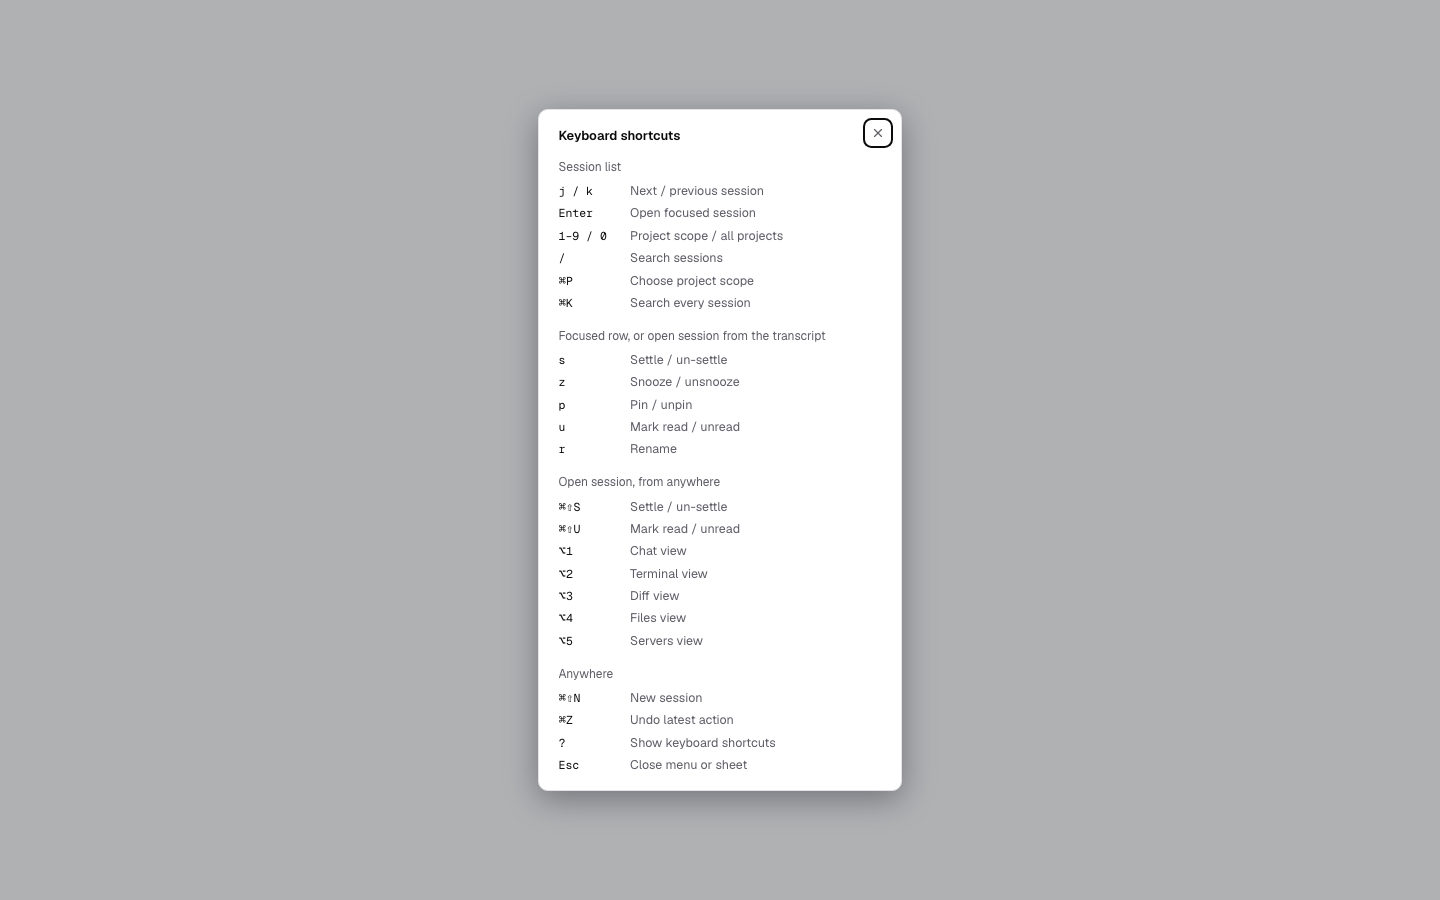 Keyboard shortcuts
Session list
j / k Next / previous session
Enter Open focused session
1–9 / 0 Project scope / all projects
/ Search sessions
⌘P Choose project scope
⌘K Search every session
Focused row, or open session from the transcript
s Settle / un-settle
z Snooze / unsnooze
p Pin / unpin
u Mark read / unread
r Rename
Open session, from anywhere
⌘⇧S Settle / un-settle
⌘⇧U Mark read / unread
⌥1 Chat view
⌥2 Terminal view
⌥3 Diff view
⌥4 Files view
⌥5 Servers view
Anywhere
⌘⇧N New session
⌘Z Undo latest action
? Show keyboard shortcuts
Esc Close menu or sheet